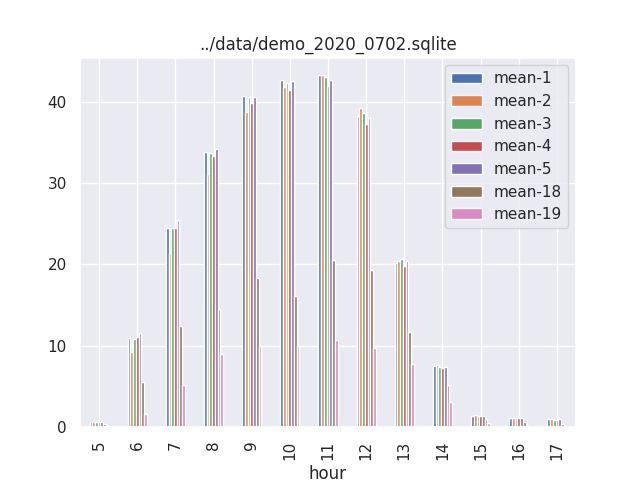 ../data/demo_2020_0702.sqlite
mean-1
mean-2
mean-3
mean-4
mean-5
mean-18
mean-19
40
30
20
10
0
5 6 7 8 9 10 11 12 13 14 15 16 17
hour